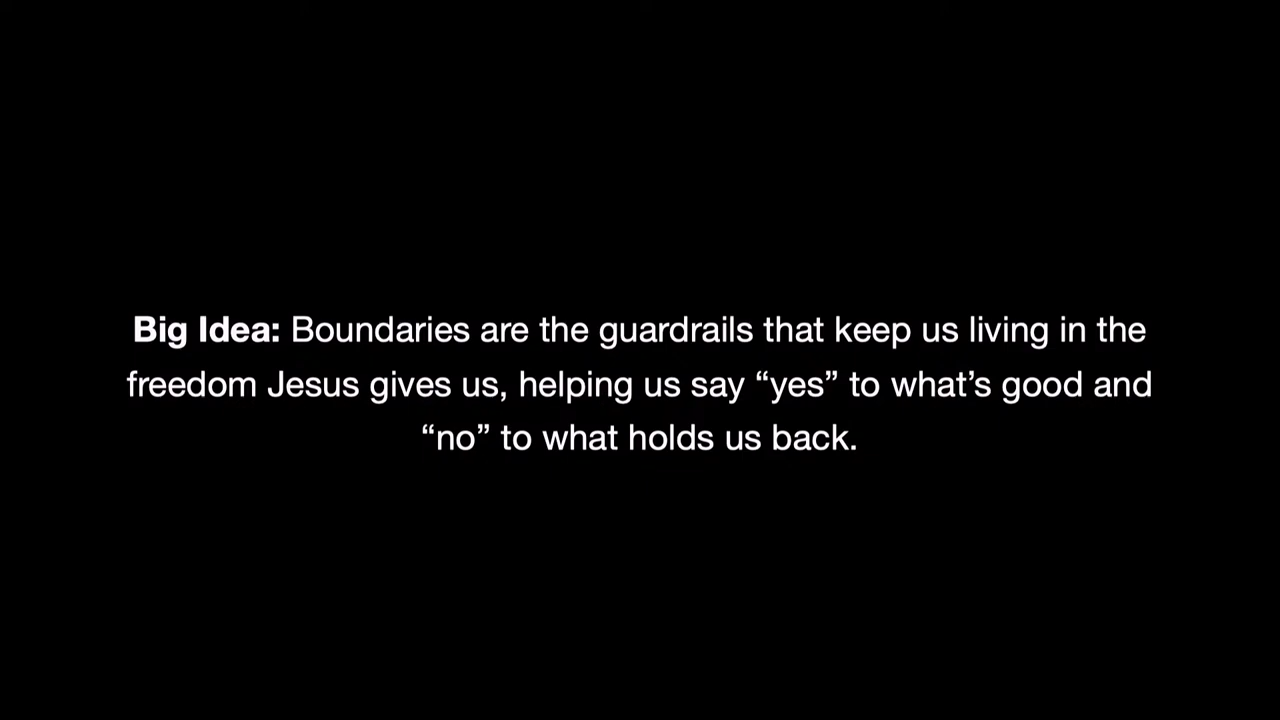 Big Idea: Boundaries are the guardrails that keep us living in the
freedom Jesus gives us, helping us say “yes” to what’s good and
“no” to what holds us back.